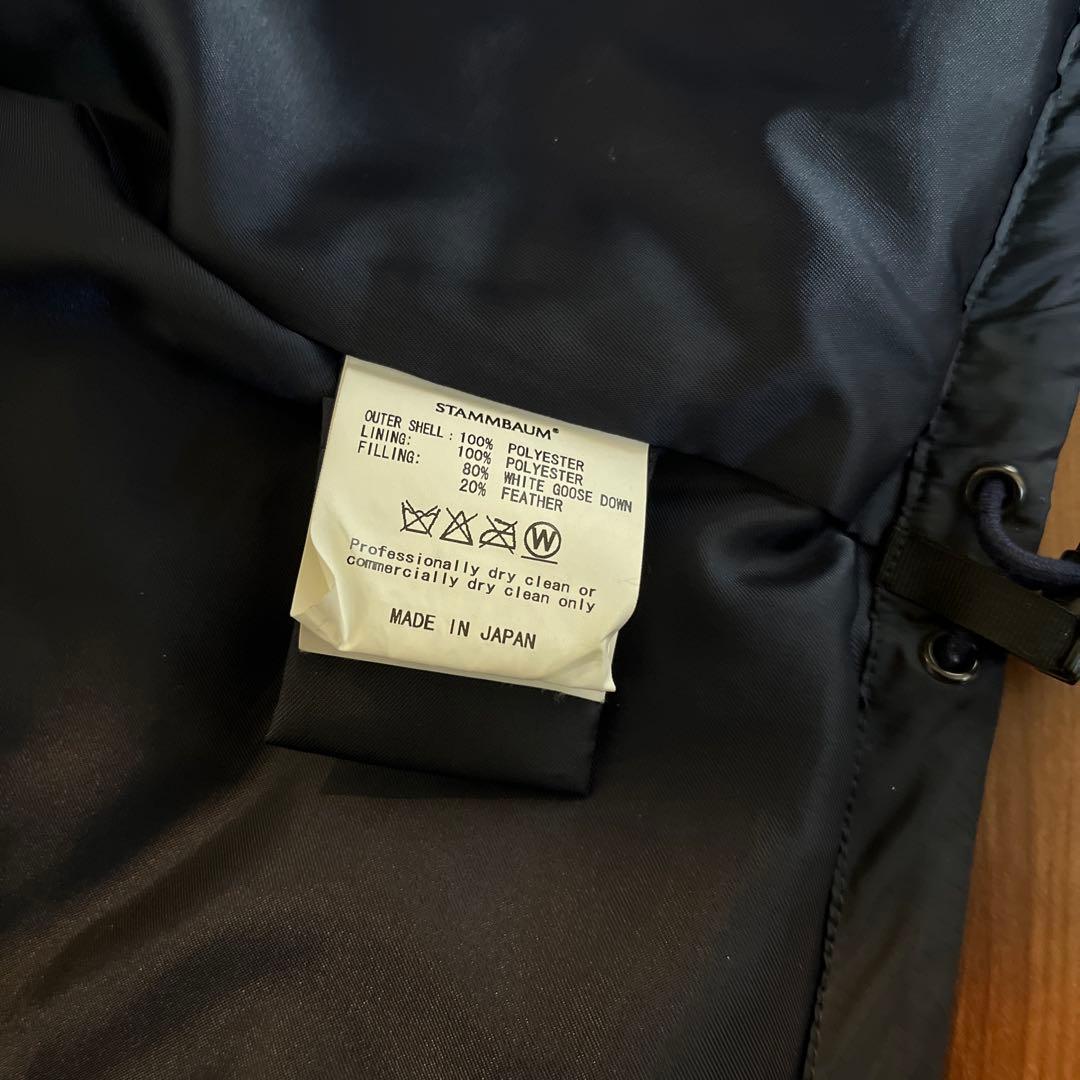 STAMMBAUM®
OUTER SHELL : 100% POLYESTER
LINING: 100% POLYESTER
FILLING: 80% WHITE GOOSE DOWN
20% FEATHER
W
Professionally dry clean or
commercially dry clean only
MADE IN JAPAN